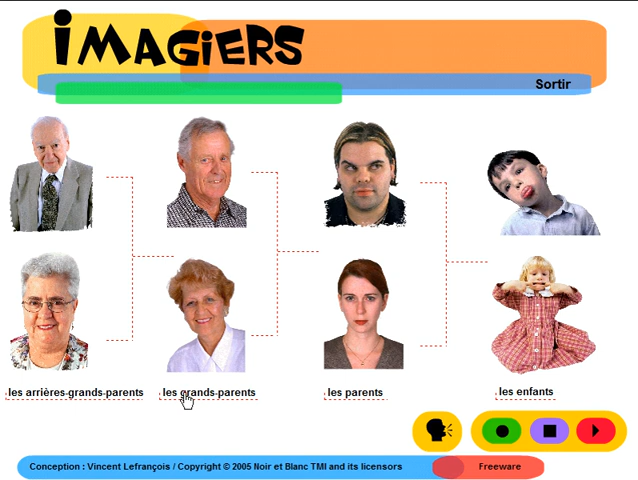 iMAGiERS
Sortir
les arrières-grands-parents les grands-parents les parents les enfants
Conception : Vincent Lefrançois / Copyright © 2005 Noir et Blanc TMI and its licensors Freeware